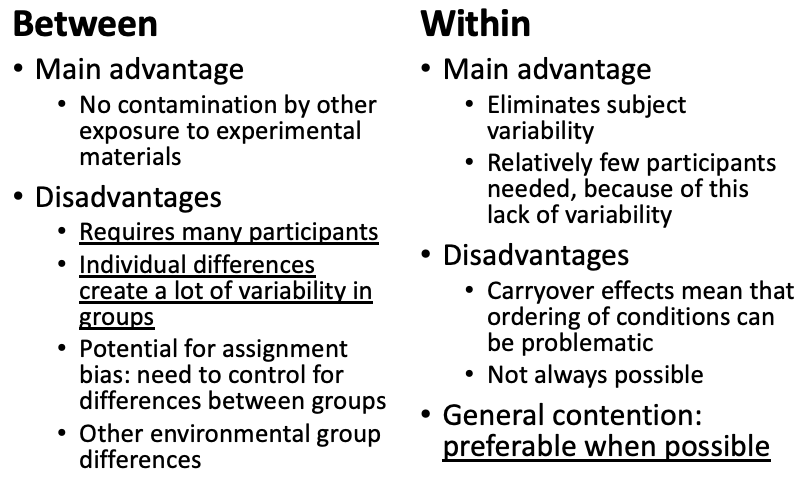 Between
• Main advantage
• No contamination by other
exposure to experimental
materials
• Disadvantages
• Requires many participants
• Individual differences
create a lot of variability in
groups
• Potential for assignment
bias: need to control for
differences between groups
• Other environmental group
differences
Within
• Main advantage
• Eliminates subject
variability
• Relatively few participants
needed, because of this
lack of variability
• Disadvantages
• Carryover effects mean that
ordering of conditions can
be problematic
• Not always possible
• General contention:
preferable when possible